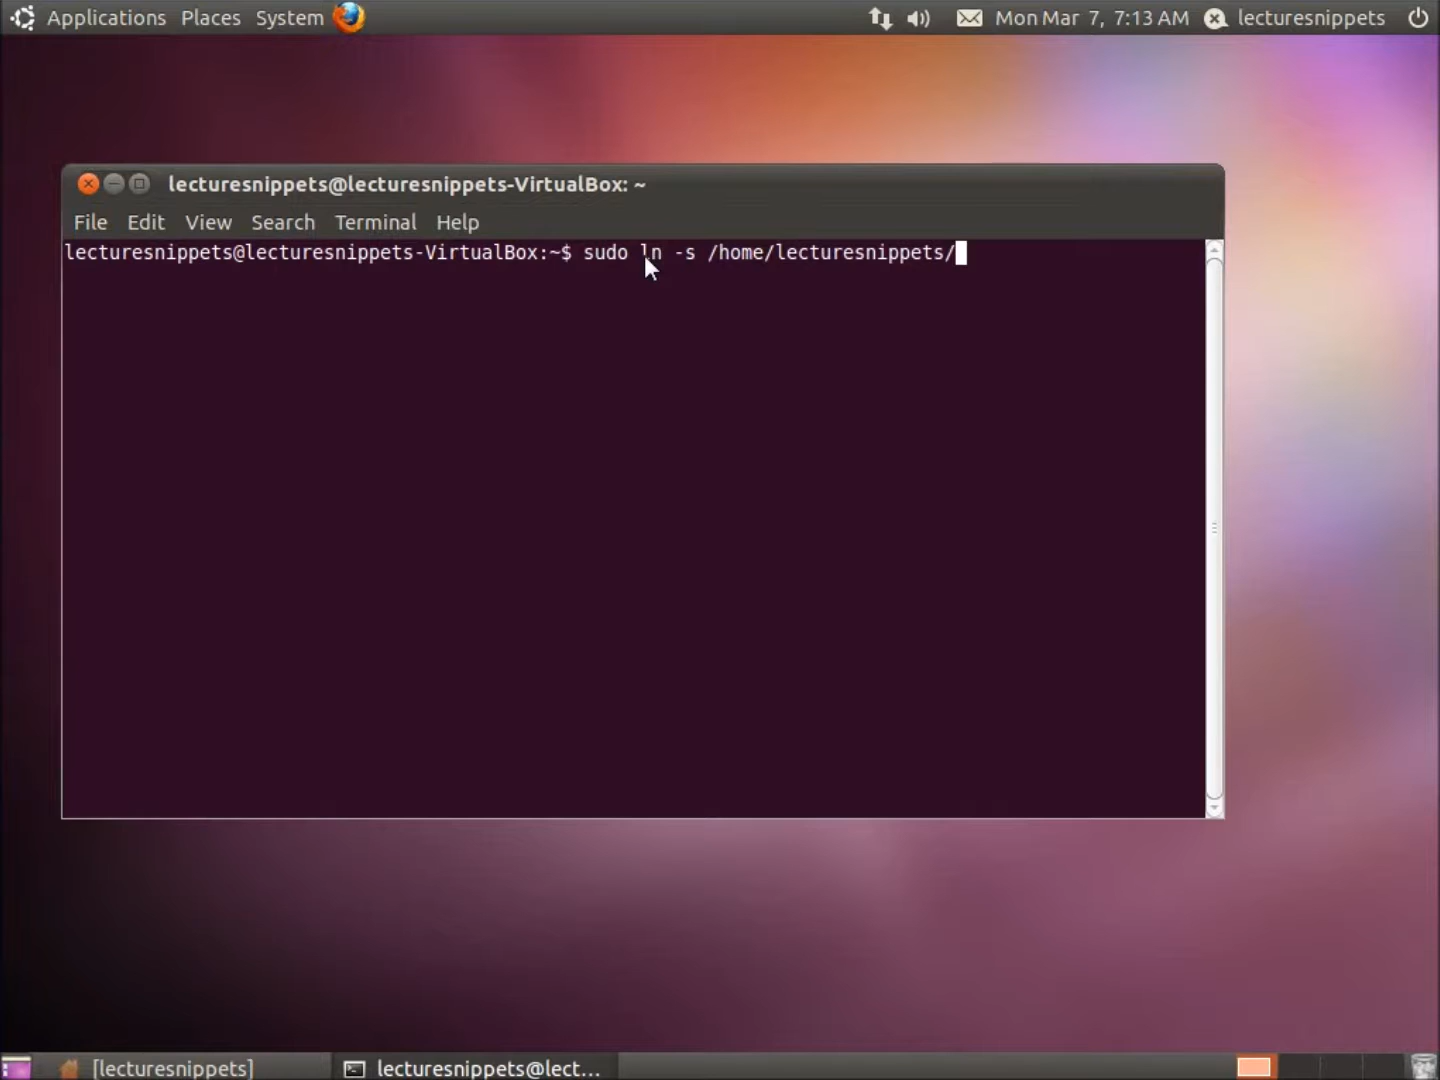 Applications Places System Mon Mar 7, 7:13 AM lecturesnippets
lecturesnippets@lecturesnippets-VirtualBox: ~
File Edit View Search Terminal Help
lecturesnippets@lecturesnippets-VirtualBox:~$ sudo ln -s /home/lecturesnippets/
[lecturesnippets] lecturesnippets@lect...